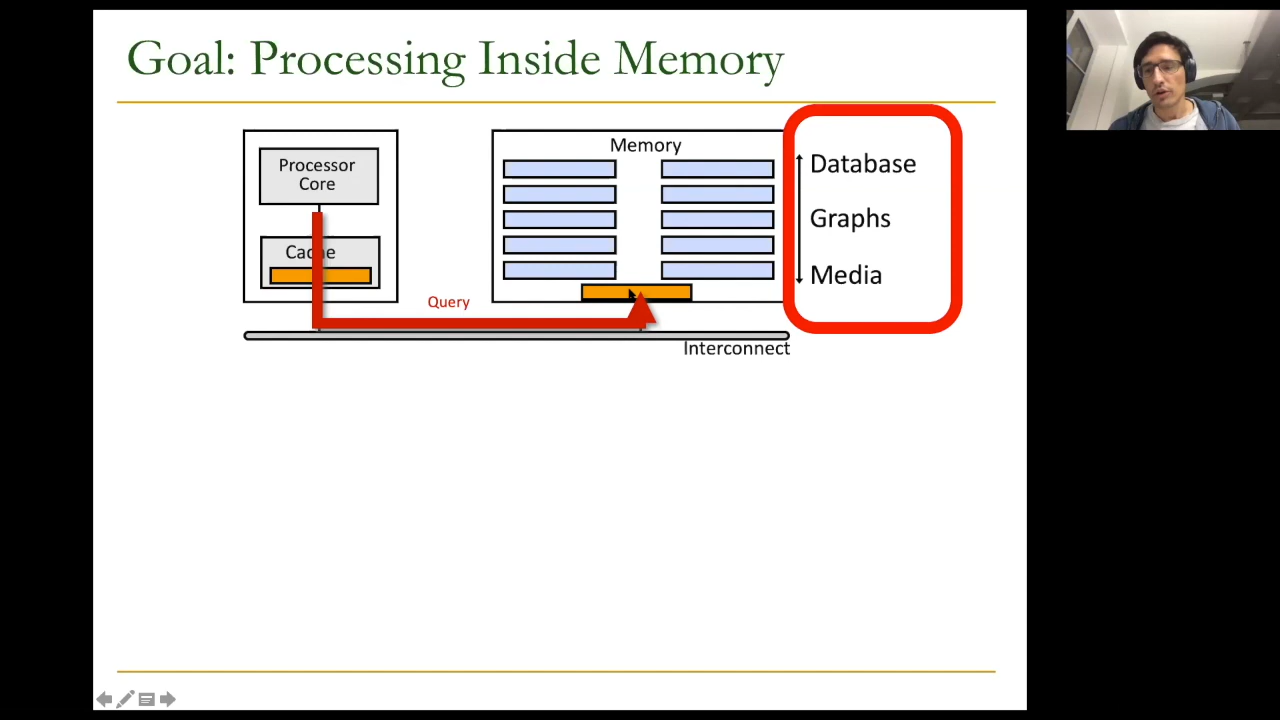 Goal: Processing Inside Memory
Processor
Core
Cache
Memory
Database
Graphs
Media
Query
Interconnect